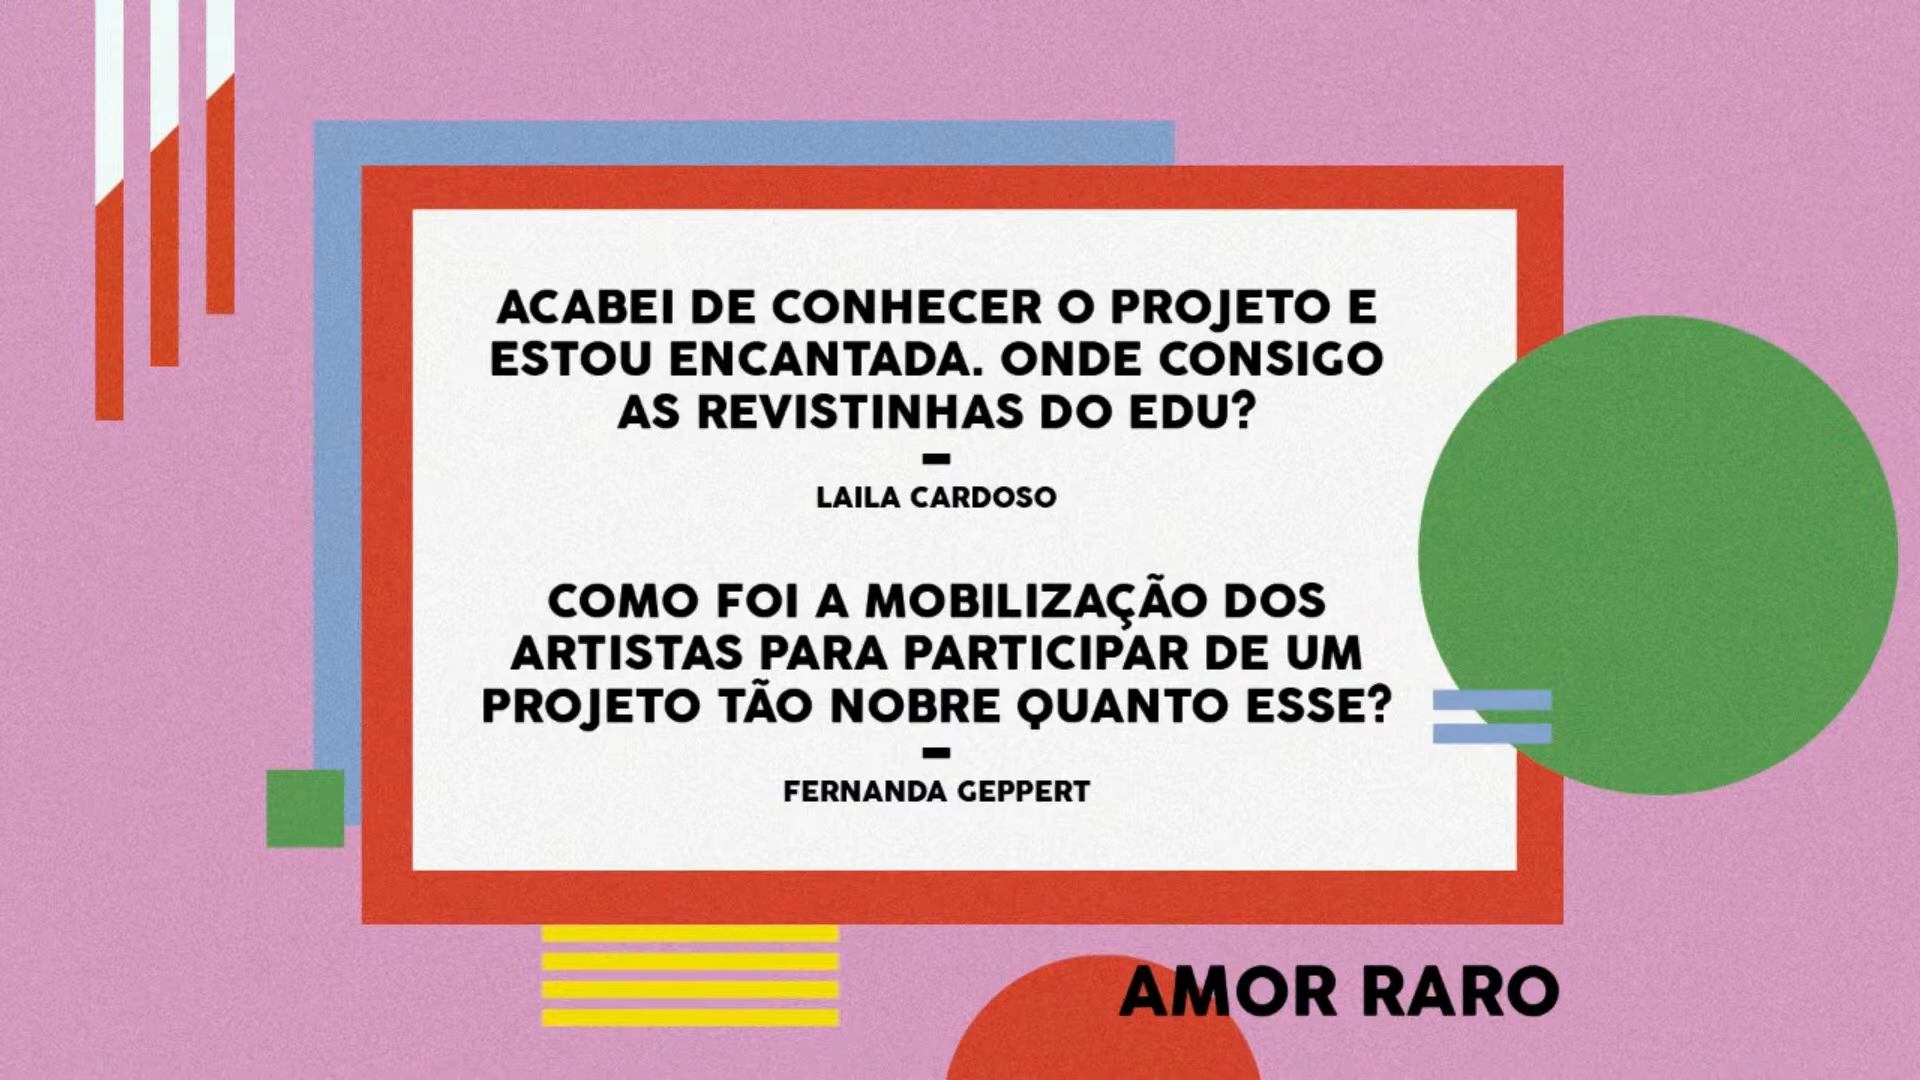 ACABEI DE CONHECER O PROJETO E
ESTOU ENCANTADA. ONDE CONSIGO
AS REVISTINHAS DO EDU?
-
LAILA CARDOSO
COMO FOI A MOBILIZAÇÃO DOS
ARTISTAS PARA PARTICIPAR DE UM
PROJETO TÃO NOBRE QUANTO ESSE?
-
FERNANDA GEPPERT
AMOR RARO